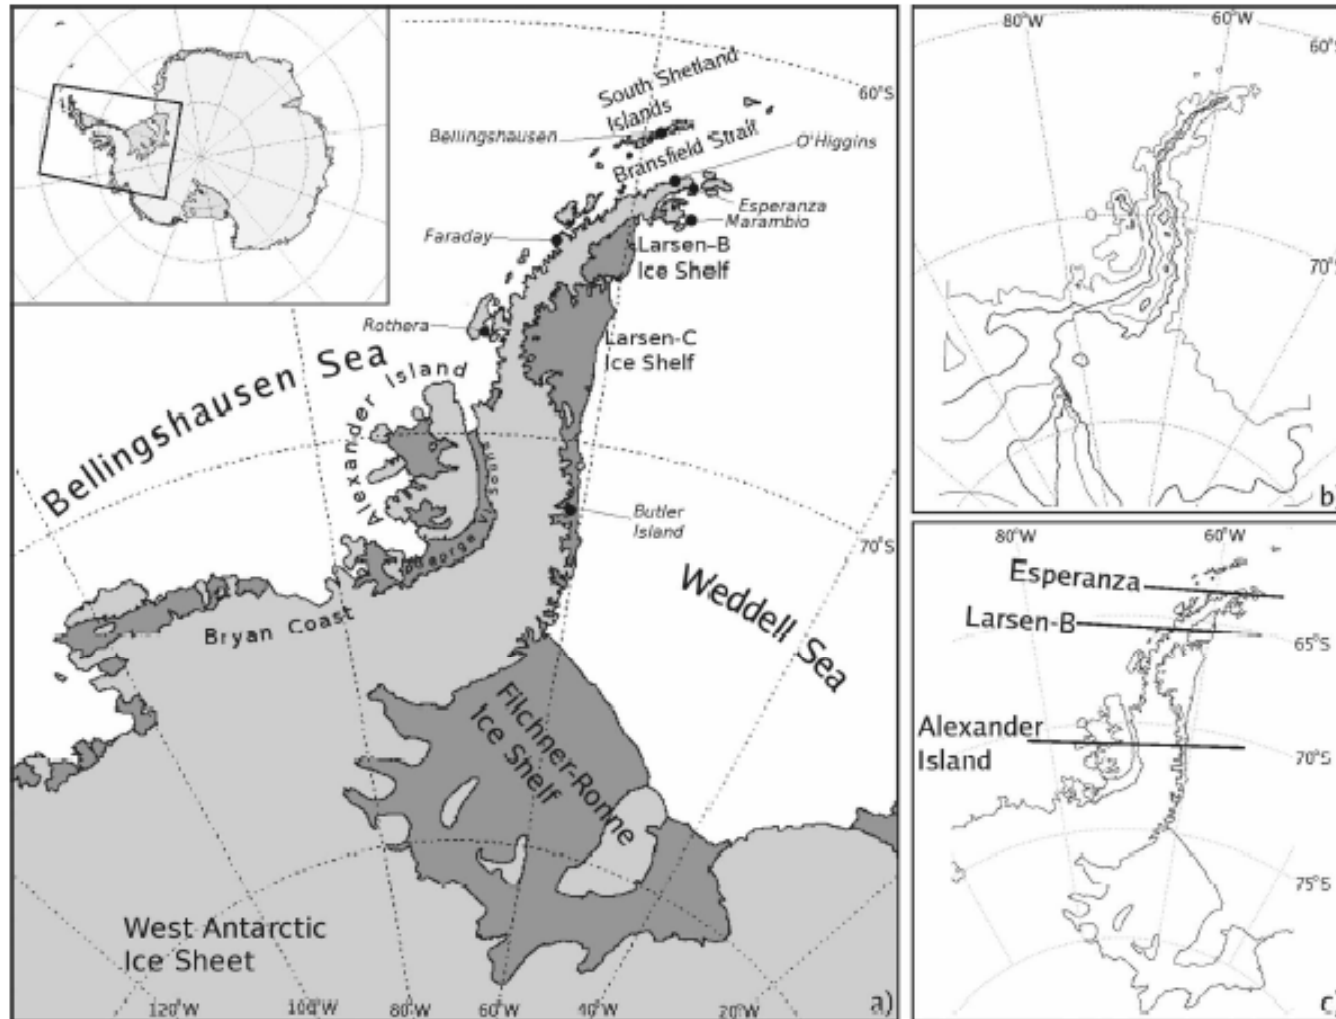 South Shetland
Islands
60°S
Bellingshausen
Bransfield Strait
O'Higgins
Esperanza
Marambio
Faraday
Larsen-B
Ice Shelf
Rothera
Larsen-C
Ice Shelf
Bellingshausen Sea
Alexander Island
George VI Sound
Butler
Island
70°S
Weddell Sea
Bryan Coast
Filchner-Ronne
Ice Shelf
West Antarctic
Ice Sheet
120°W
100°W
80°W
60°W
40°W
20°W
a)
80°W
60°W
60°S
70°S
b)
80°W
60°W
Esperanza
Larsen-B
65°S
Alexander
Island
70°S
75°S
c)